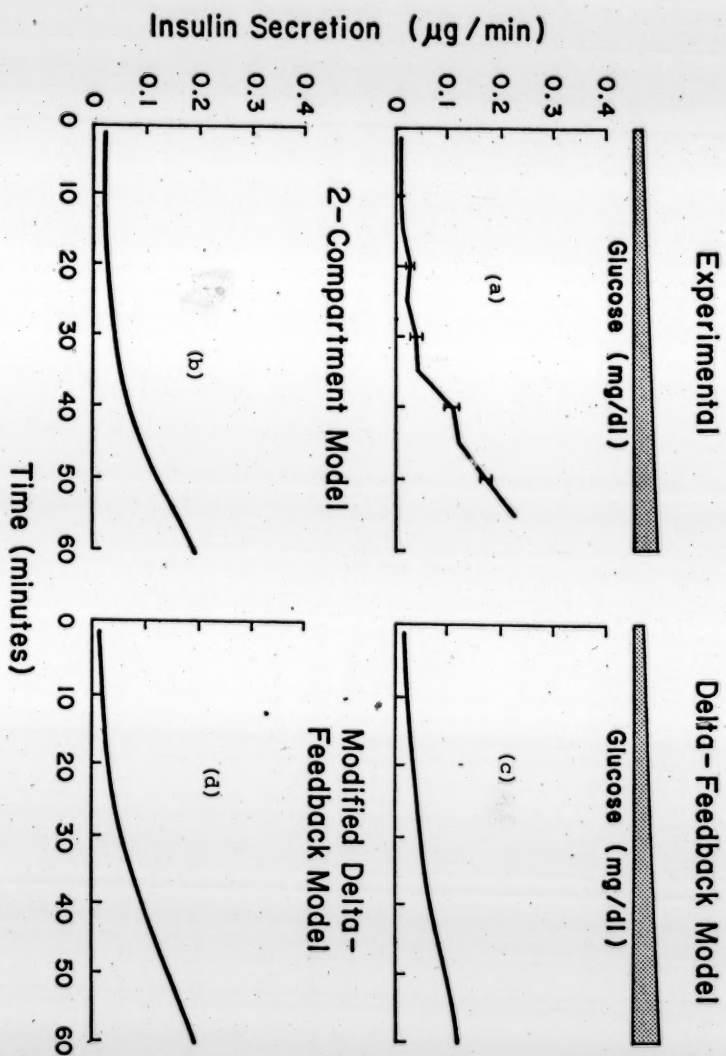 Experimental
Delta-Feedback Model
Glucose (mg/dl)
Glucose (mg/dl)
Insulin Secretion (μg/min)
0.4
0.3
0.2
0.1
0
(a)
(c)
2-Compartment Model
Modified Delta-
Feedback Model
0.4
0.3
0.2
0.1
0
(b)
(d)
0 10 20 30 40 50 60
0 10 20 30 40 50 60
Time (minutes)